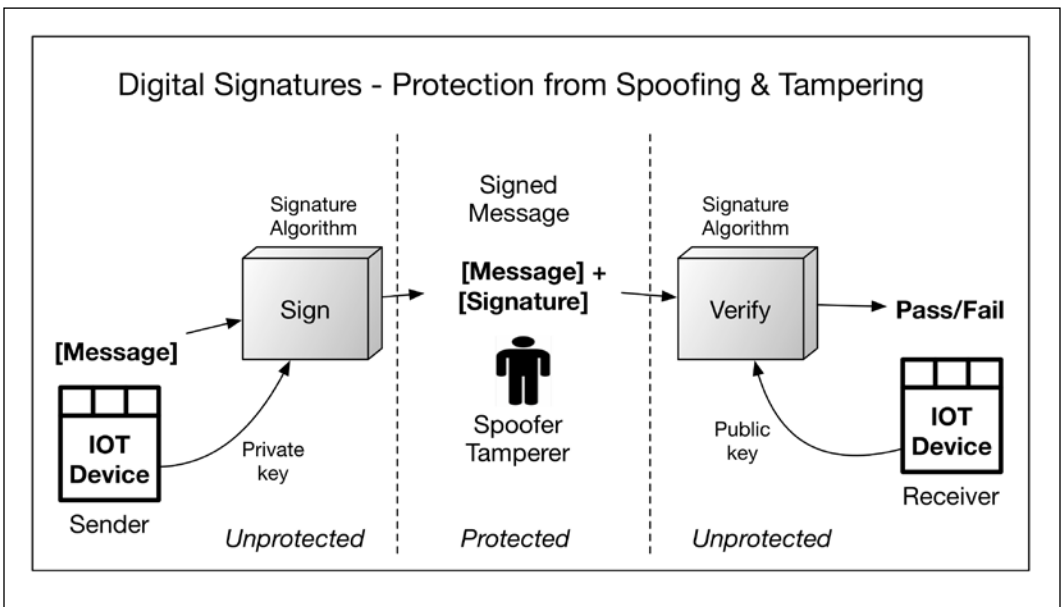 Digital Signatures - Protection from Spoofing & Tampering
Signature
Algorithm
Sign
[Message]
IOT
Device
Sender
Private
key
Unprotected
Signed
Message
[Message] +
[Signature]
Spoofer
Tamperer
Protected
Signature
Algorithm
Verify
Pass/Fail
Public
key
IOT
Device
Receiver
Unprotected